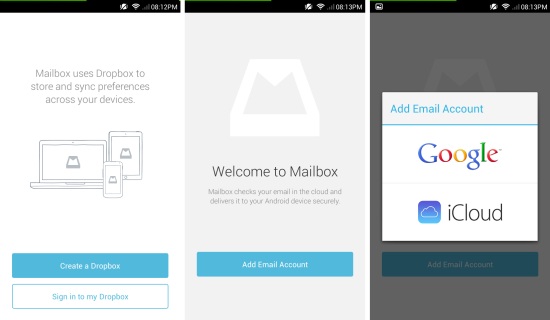 08:12PM
Mailbox uses Dropbox to
store and sync preferences
across your devices.
Create a Dropbox
Sign in to my Dropbox
08:13PM
Welcome to Mailbox
Mailbox checks your email in the cloud and
delivers it to your Android device securely.
Add Email Account
08:13PM
Add Email Account
Google™
iCloud
Add Email Account